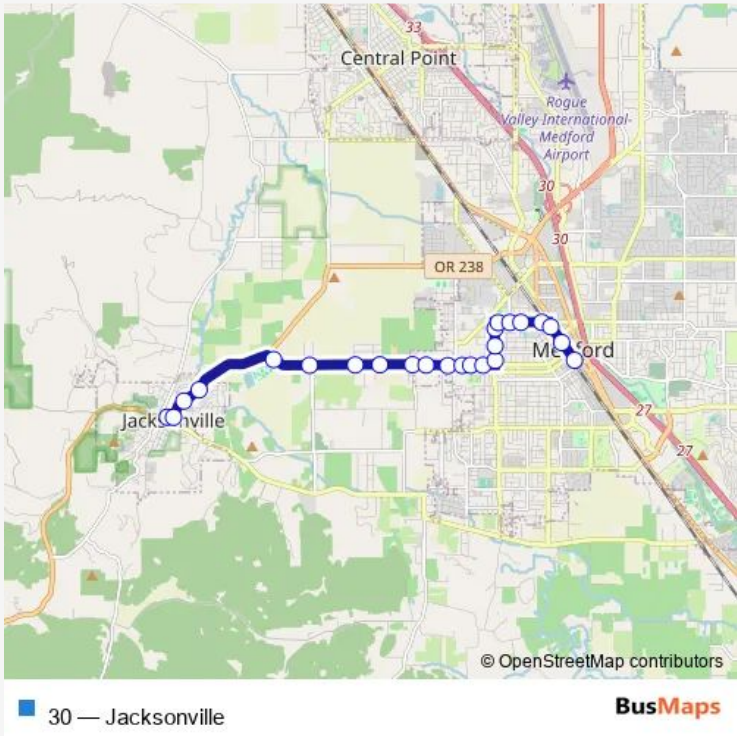 33
Central Point
Rogue
Valley International-
Medford
Airport
30
30
OR 238
Medford
Jacksonville
27
27
© OpenStreetMap contributors
30 — Jacksonville
BusMaps